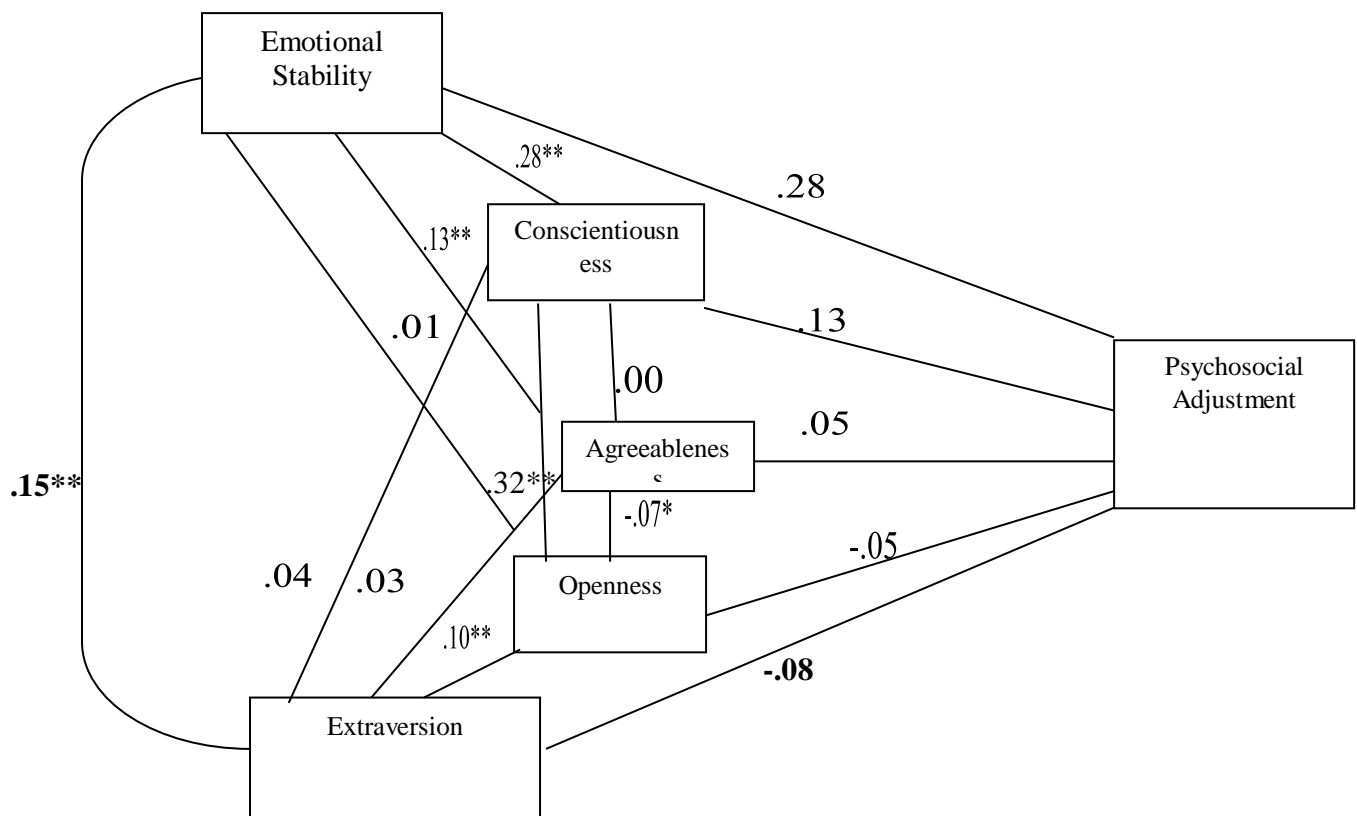 Emotional
Stability
.28**
.28
.13**
Conscientiousn
ess
.01
.13
Psychosocial
Adjustment
.00
.05
Agreeablenes
s
.15**
.32**
-.07*
-.05
.04
.03
Openness
.10**
-.08
Extraversion